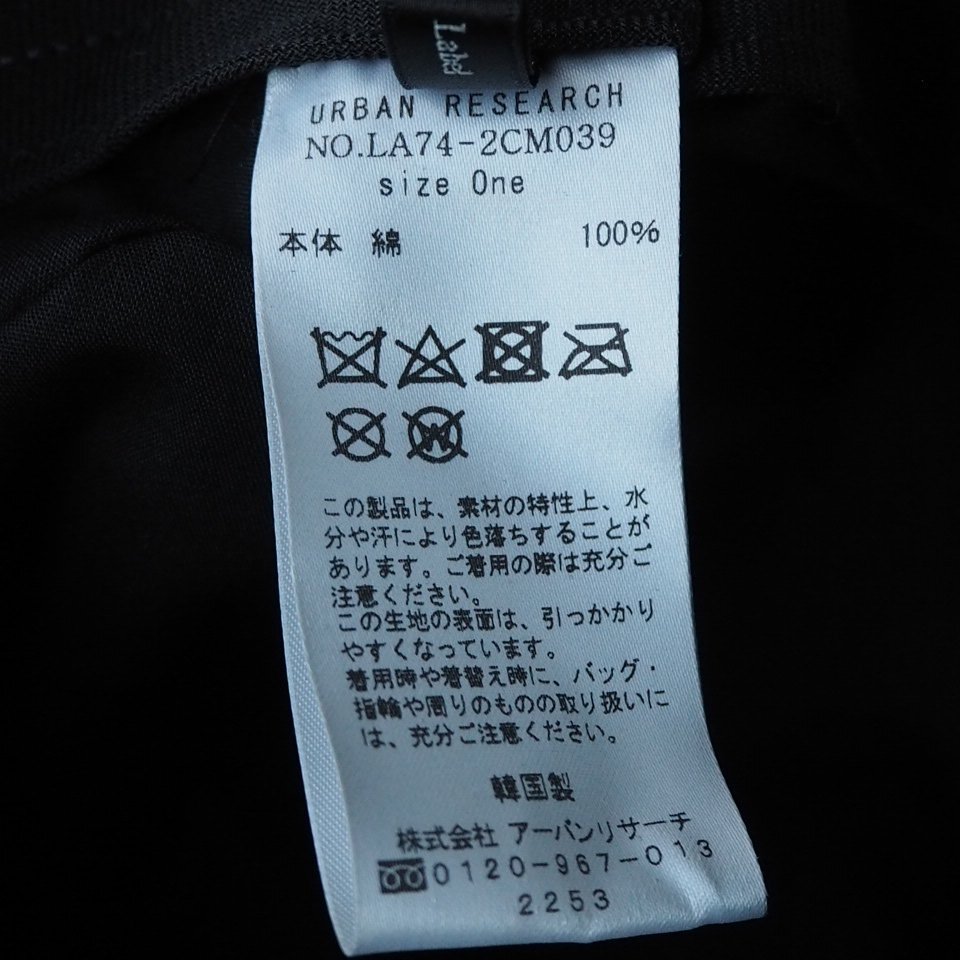 Label
URBAN RESEARCH
NO.LA74-2CM039
size One
本体 綿 100%
W
この製品は、素材の特性上、水
分や汗により色落ちすることが
あります。ご着用の際は充分ご
注意ください。
この生地の表面は、引っかかり
やすくなっています。
着用時や着替え時に、バッグ・
指輪や周りのものの取り扱いに
は、充分ご注意ください。
韓国製
株式会社 アーバンリサーチ
0120-967-013
2253